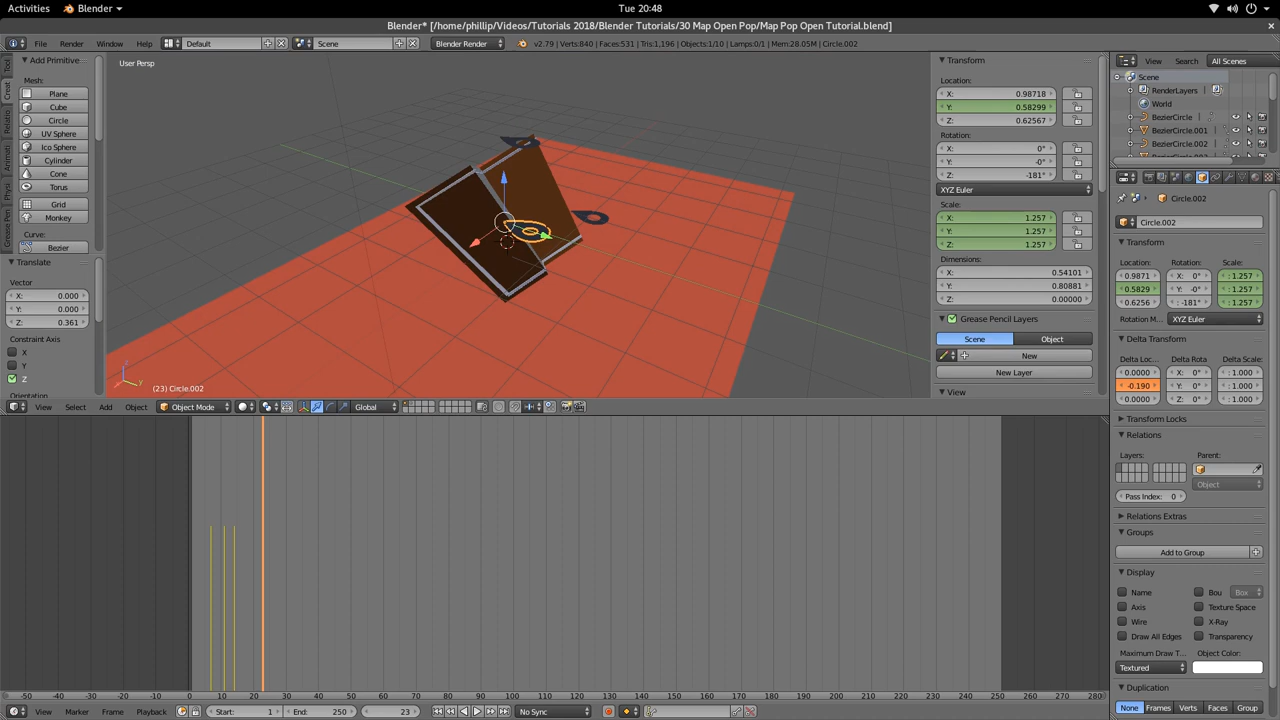 Activities Blender Tue 20:48
Blender* [/home/phillip/Videos/Tutorials 2018/Blender Tutorials/30 Map Open Pop/Map Pop Open Tutorial.blend]
File Render Window Help Default Scene Blender Render v2.79 | Verts:840 | Faces:531 | Tris:1,196 | Objects:1/10 | Lamps:0/1 | Mem:28.05M | Circle.002
View Search All Scenes
Add Primitive
Mesh:
Plane
Cube
Circle
UV Sphere
Ico Sphere
Cylinder
Cone
Torus
Grid
Monkey
Curve:
Bezier
Translate
Vector
X: 0.000
Y: 0.000
Z: 0.361
Constraint Axis
X
Y
Z
Orientation
User Persp
(23) Circle.002
Transform
Location:
X: 0.98718
Y: 0.58299
Z: 0.62567
Rotation:
X: 0°
Y: -0°
Z: -181°
XYZ Euler
Scale:
X: 1.257
Y: 1.257
Z: 1.257
Dimensions:
X: 0.54101
Y: 0.80881
Z: 0.00000
Grease Pencil Layers
Scene Object
New
New Layer
View
Scene
RenderLayers
World
BezierCircle
BezierCircle.001
BezierCircle.002
Circle.002
Circle.002
Transform
Location: Rotation: Scale:
0.9871 X: 0° : 1.257
0.5829 Y: -0° : 1.257
0.6256 : -181° : 1.257
Rotation M... XYZ Euler
Delta Transform
Delta Loc... Delta Rota Delta Scale:
0.0000 X: 0° : 1.000
-0.190 Y: 0° : 1.000
0.0000 Z: 0° : 1.000
Transform Locks
Relations
Layers: Parent:
Object
Pass Index: 0
Relations Extras
Groups
Add to Group
Display
Name Bou Box
Axis Texture Space
Wire X-Ray
Draw All Edges Transparency
Maximum Draw T... Object Color:
Textured
Duplication
None Frames Verts Faces Group
View Select Add Object Object Mode Global
-50 -40 -30 -20 -10 0 10 20 30 40 50 60 70 80 90 100 110 120 130 140 150 160 170 180 190 200 210 220 230 240 250 260 270 280
View Marker Frame Playback Start: 1 End: 250 23 No Sync